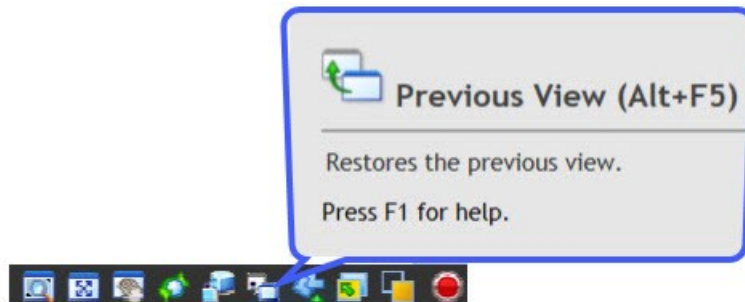 Previous View (Alt+F5)
Restores the previous view.
Press F1 for help.